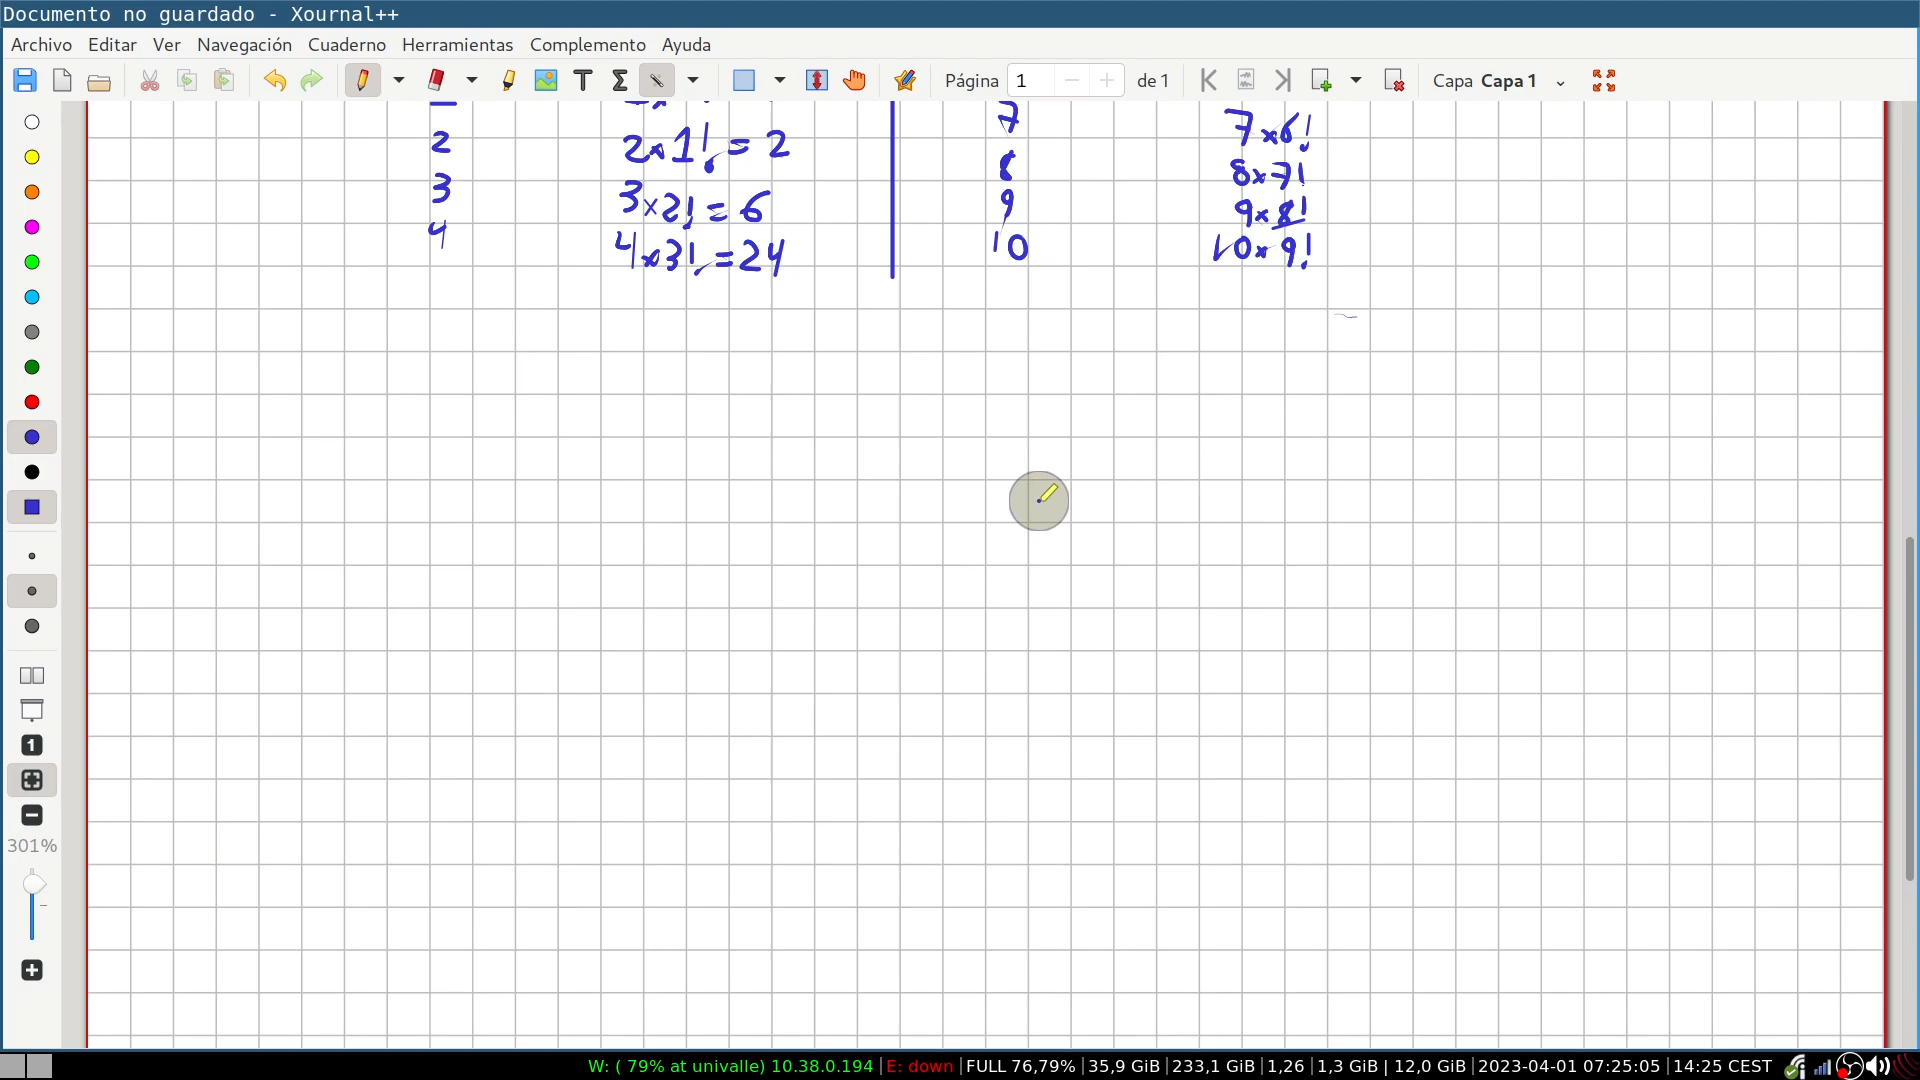 Documento no guardado - Xournal++
Archivo Editar Ver Navegación Cuaderno Herramientas Complemento Ayuda
Página 1 de 1 Capa Capa 1
7 7×6!
2 2×1! = 2 8 8×7!
3 3×2! = 6 9 9×8!
4 4×3! = 24 10 10×9!
301%
W: ( 79% at univalle) 10.38.0.194 | E: down | FULL 76,79% | 35,9 GiB | 233,1 GiB | 1,26 | 1,3 GiB | 12,0 GiB | 2023-04-01 07:25:05 | 14:25 CEST